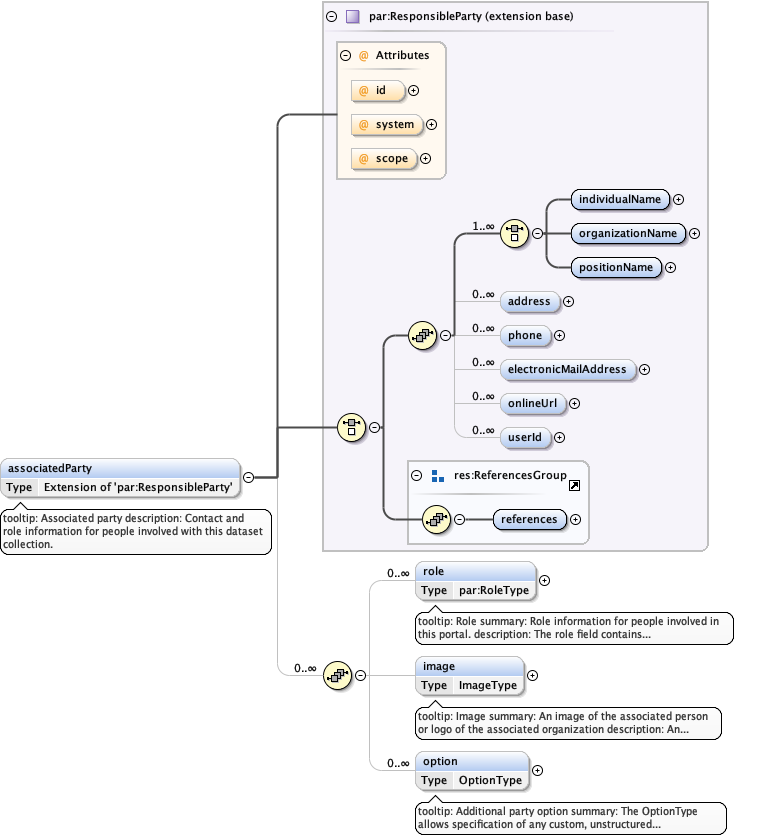 par:ResponsibleParty (extension base)
@ Attributes
@ id
@ system
@ scope
individualName
1..∞
organizationName
positionName
0..∞
address
0..∞
phone
0..∞
electronicMailAddress
0..∞
onlineUrl
0..∞
userId
associatedParty
Type Extension of 'par:ResponsibleParty'
tooltip: Associated party description: Contact and
role information for people involved with this dataset
collection.
res:ReferencesGroup
references
0..∞
role
Type par:RoleType
tooltip: Role summary: Role information for people involved in
this portal. description: The role field contains...
0..∞
image
Type ImageType
tooltip: Image summary: An image of the associated person
or logo of the associated organization description: An...
0..∞
option
Type OptionType
tooltip: Additional party option summary: The OptionType
allows specification of any custom, unstructured...